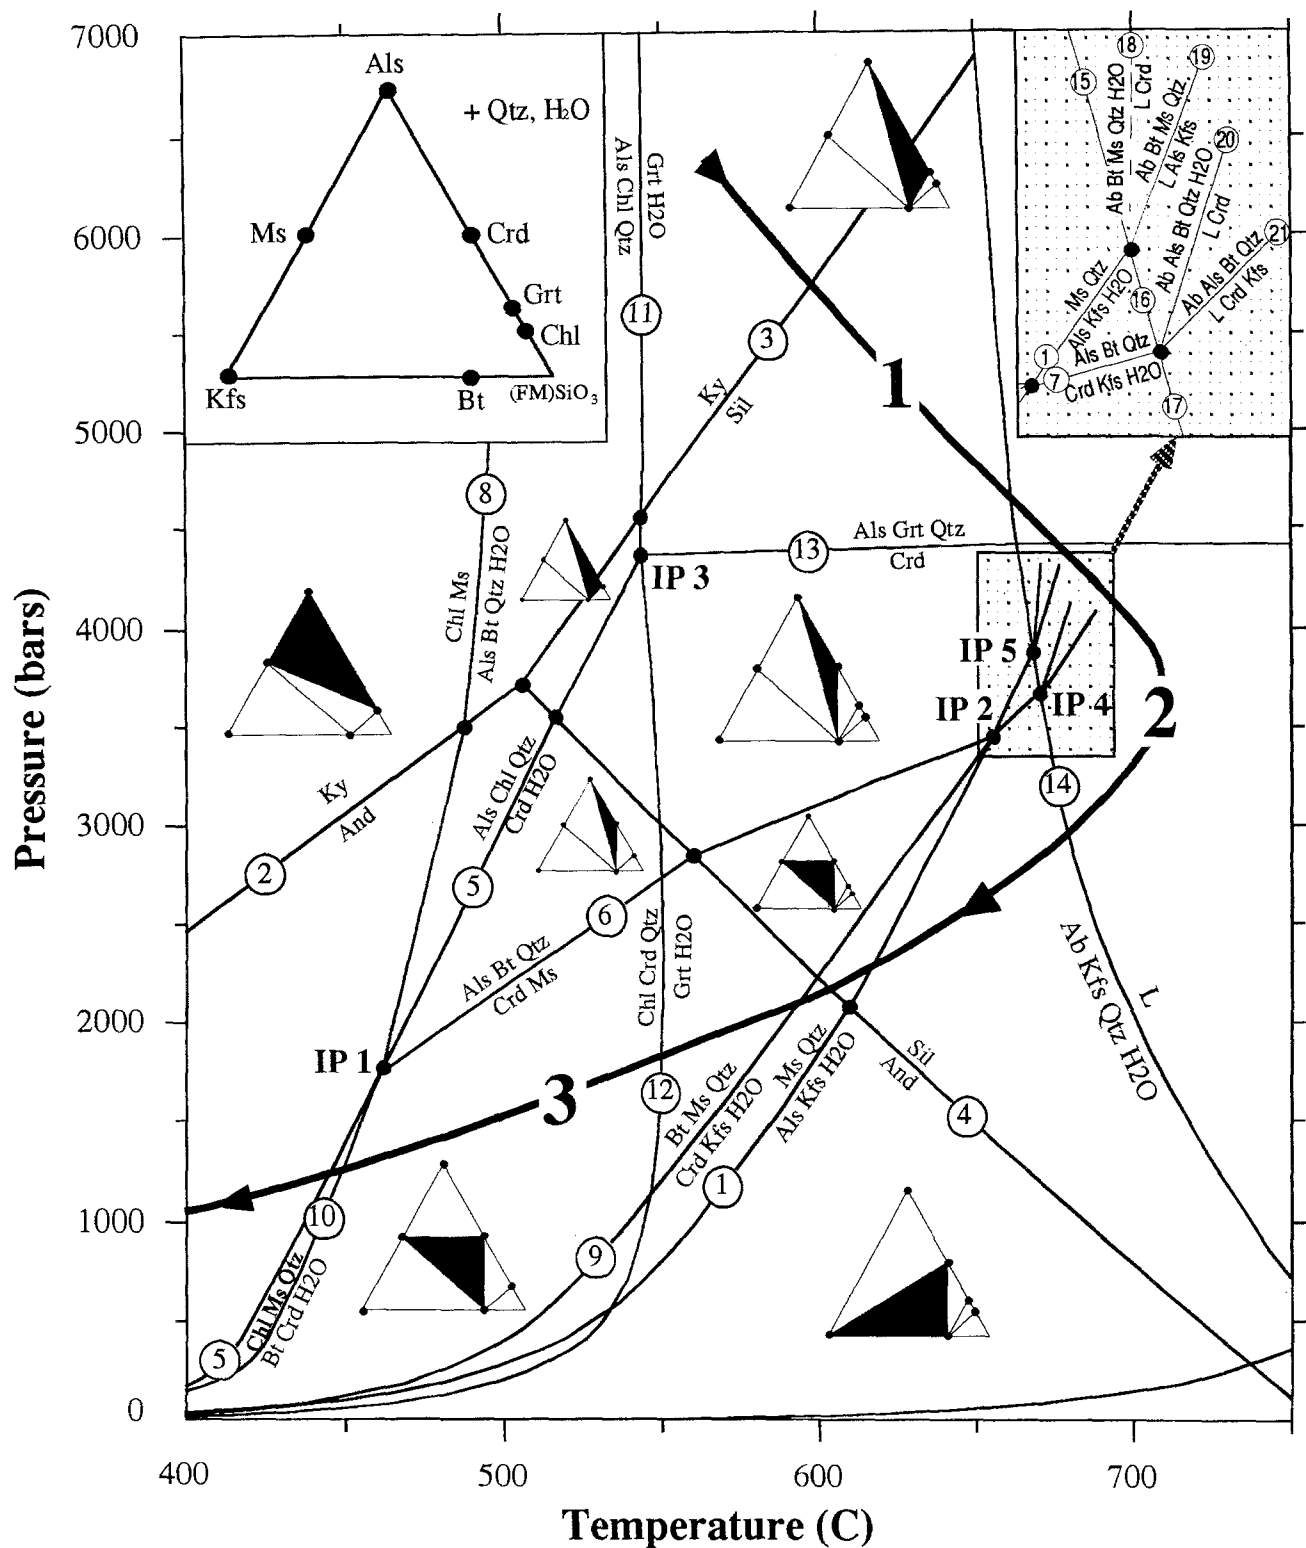 7000
6000
5000
4000
3000
2000
1000
0
Pressure (bars)
400
500
600
700
Temperature (C)
Als
+ Qtz, H2O
Ms
Crd
Grt
Chl
Kfs
Bt
(FM)SiO3
Als Chl Qtz
Grt H2O
11
3
Ky
Sil
1
8
Chl Ms
Als Bt Qtz H2O
13
Als Grt Qtz
Crd
IP 3
IP 5
IP 2
IP 4
2
14
Ky
And
2
Als Chl Qtz
Crd H2O
5
6
Als Bt Qtz
Crd Ms
Chl Crd Qtz
Grt H2O
12
IP 1
3
Bt Ms Qtz
Crd Kfs H2O
Ms Qtz
Als Kfs H2O
1
Sil
And
4
L
Ab Kfs Qtz H2O
10
9
Chl Ms Qtz
Bt Crd H2O
5
15
18
19
Ab Bt Ms Qtz H2O
L Crd
Ab Bt Ms Qtz
L Als Kfs
20
Ab Als Bt Qtz H2O
L Crd
21
Ab Als Bt Qtz
L Crd Kfs
Ms Qtz
Als Kfs H2O
16
1
7
Als Bt Qtz
Crd Kfs H2O
17